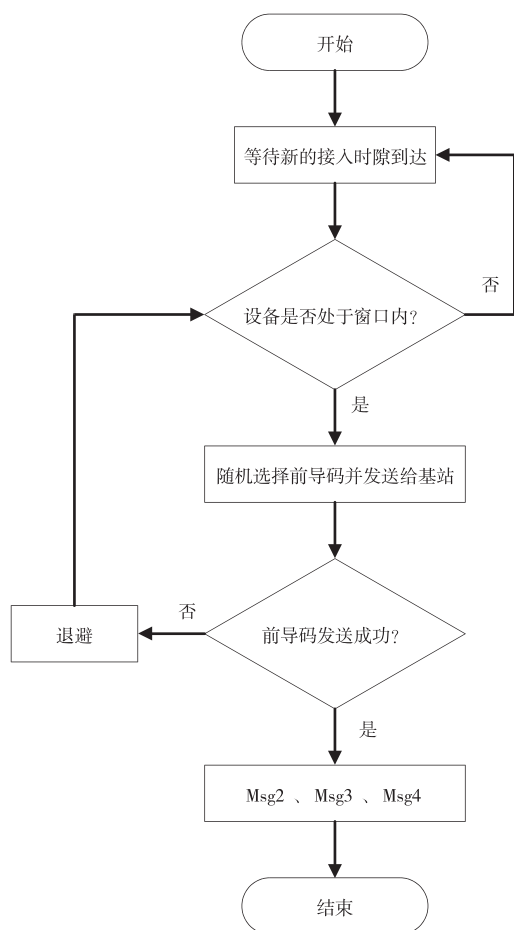 开始
等待新的接入时隙到达
否
设备是否处于窗口内?
是
随机选择前导码并发送给基站
否
退避
前导码发送成功?
是
Msg2 、Msg3 、Msg4
结束